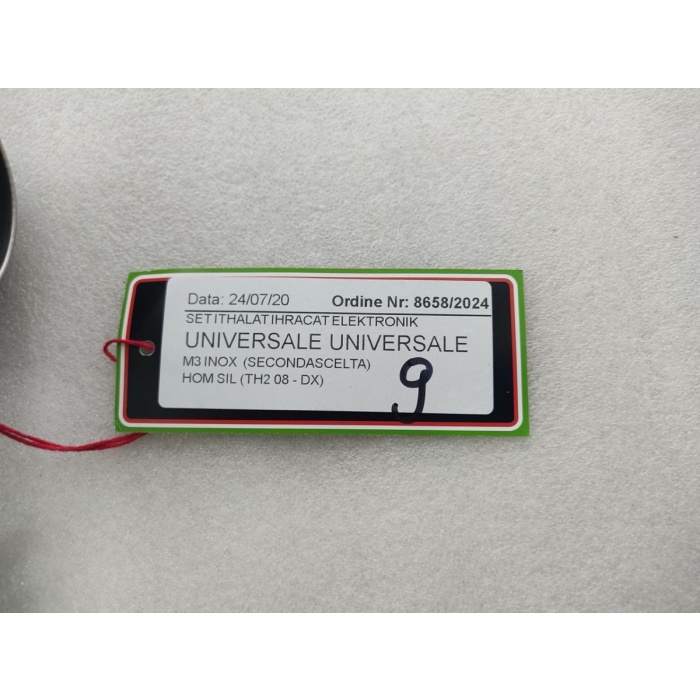 Data: 24/07/20 Ordine Nr: 8658/2024
SET ITHALAT IHRACAT ELEKTRONIK
UNIVERSALE UNIVERSALE
M3 INOX (SECONDASCELTA)
HOM SIL (TH2 08 - DX)
9